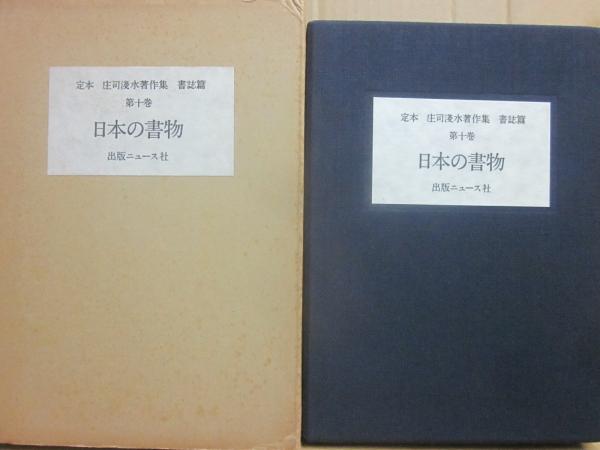 定本 庄司淺水著作集 書誌篇
第十巻
日本の書物
出版ニュース社
定本 庄司淺水著作集 書誌篇
第十巻
日本の書物
出版ニュース社